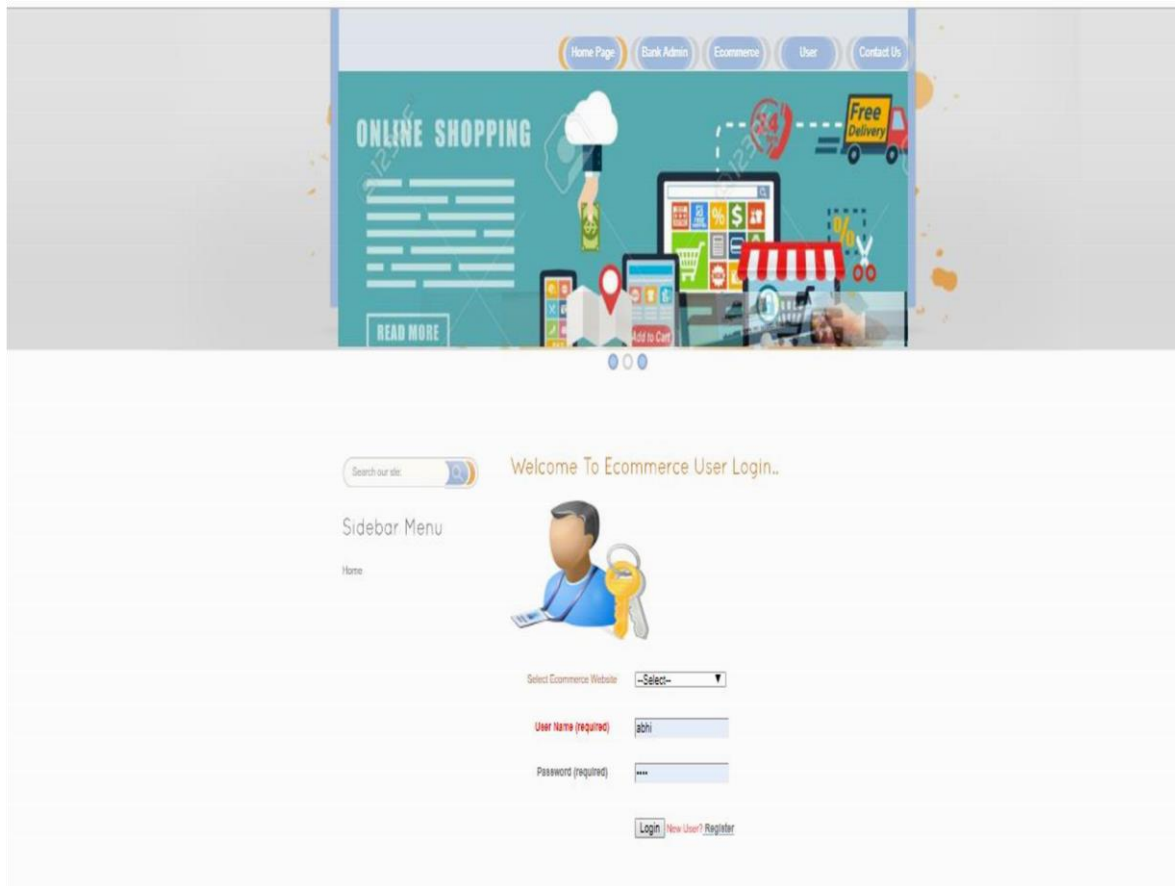 Home Page Bank Admin Ecommerce User Contact Us
ONLINE SHOPPING
24
Free
Delivery
%
$
%
READ MORE
Add to Cart
Search our site:
Welcome To Ecommerce User Login..
Sidebar Menu
Home
Select Ecommerce Website --Select--
User Name (required) abhi
Password (required) ••••
Login New User? Register